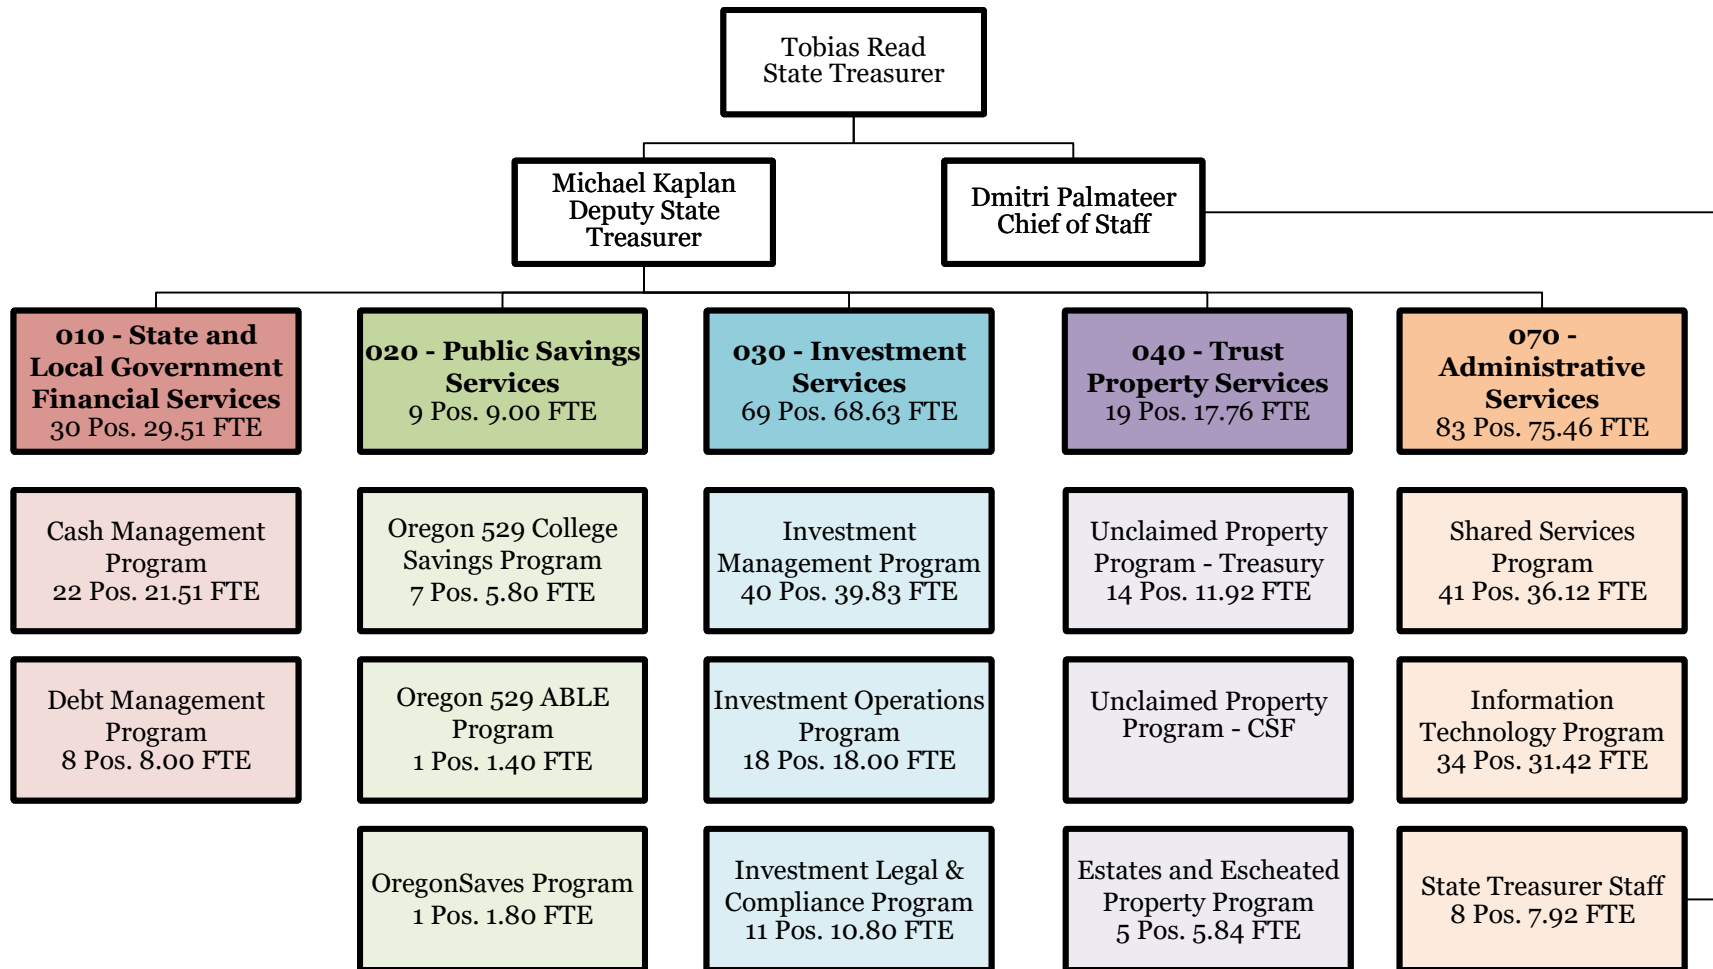 Tobias Read
State Treasurer
Michael Kaplan
Deputy State
Treasurer
Dmitri Palmateer
Chief of Staff
010 - State and
Local Government
Financial Services
30 Pos. 29.51 FTE
020 - Public Savings
Services
9 Pos. 9.00 FTE
030 - Investment
Services
69 Pos. 68.63 FTE
040 - Trust
Property Services
19 Pos. 17.76 FTE
070 -
Administrative
Services
83 Pos. 75.46 FTE
Cash Management
Program
22 Pos. 21.51 FTE
Oregon 529 College
Savings Program
7 Pos. 5.80 FTE
Investment
Management Program
40 Pos. 39.83 FTE
Unclaimed Property
Program - Treasury
14 Pos. 11.92 FTE
Shared Services
Program
41 Pos. 36.12 FTE
Debt Management
Program
8 Pos. 8.00 FTE
Oregon 529 ABLE
Program
1 Pos. 1.40 FTE
Investment Operations
Program
18 Pos. 18.00 FTE
Unclaimed Property
Program - CSF
Information
Technology Program
34 Pos. 31.42 FTE
OregonSaves Program
1 Pos. 1.80 FTE
Investment Legal &
Compliance Program
11 Pos. 10.80 FTE
Estates and Escheated
Property Program
5 Pos. 5.84 FTE
State Treasurer Staff
8 Pos. 7.92 FTE